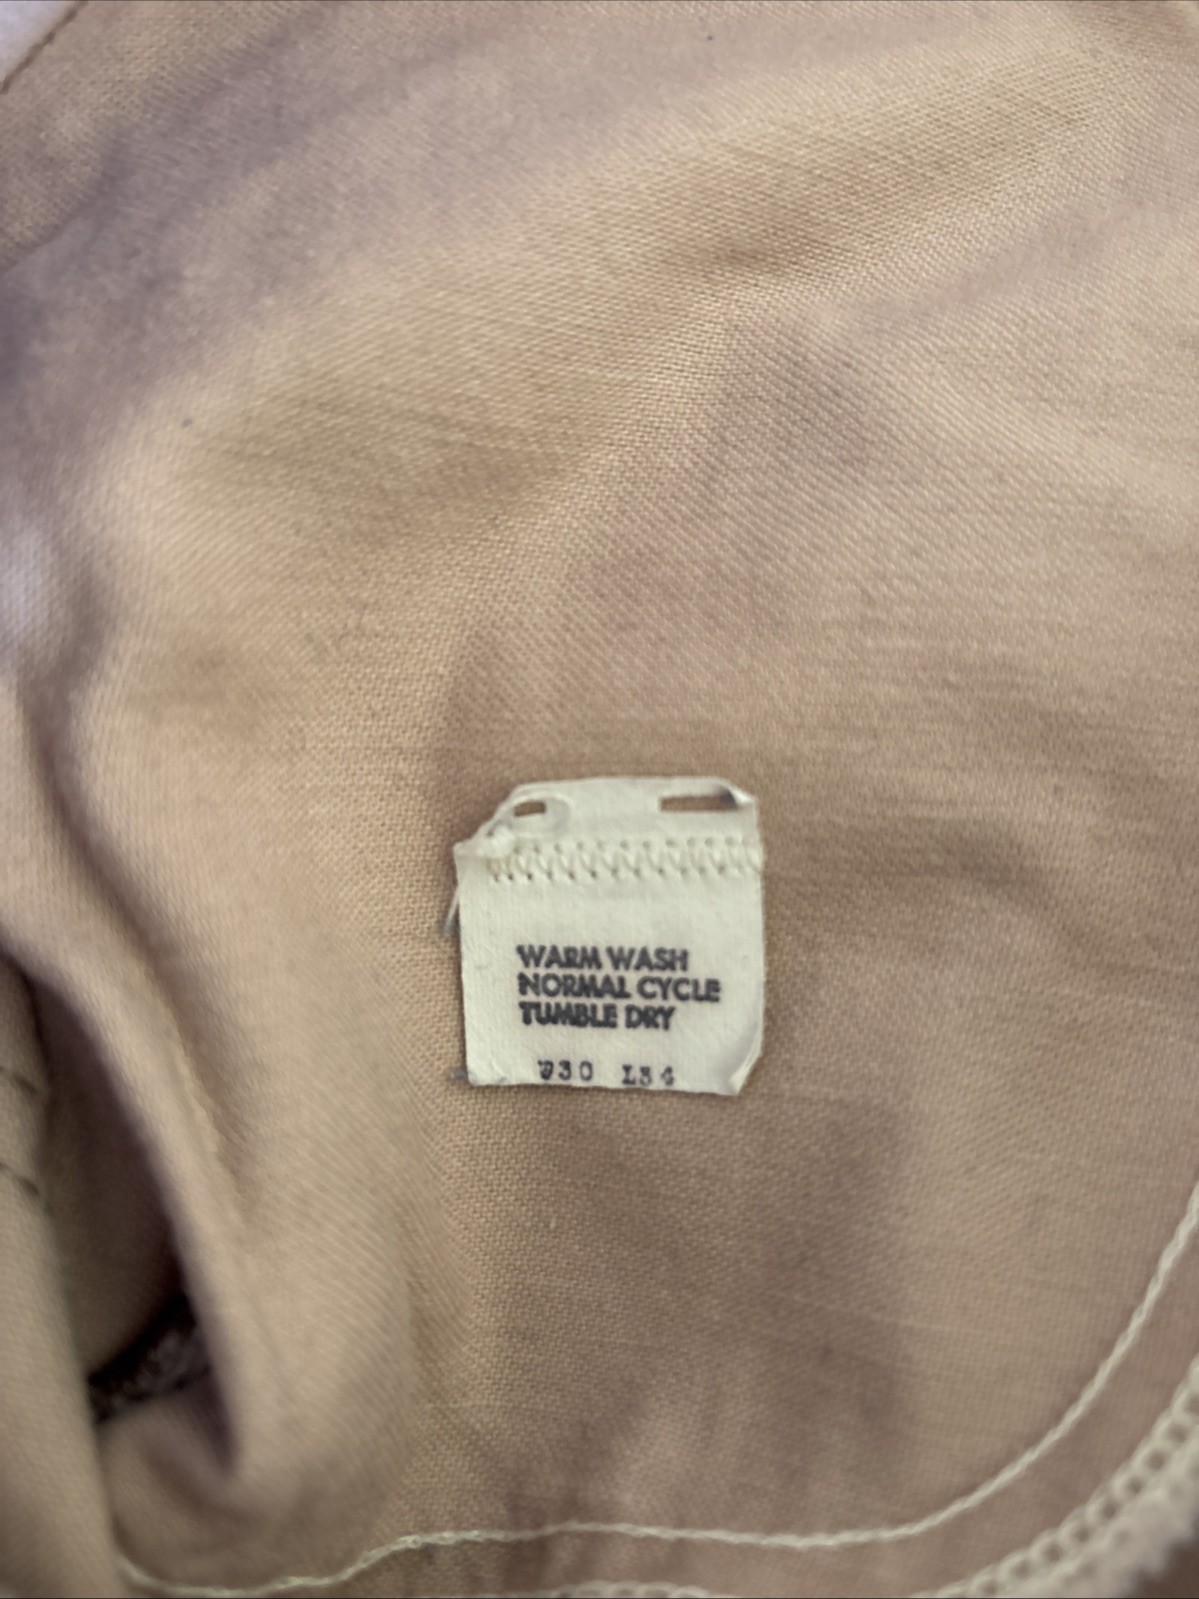 WARM WASH
NORMAL CYCLE
TUMBLE DRY
W30 L34